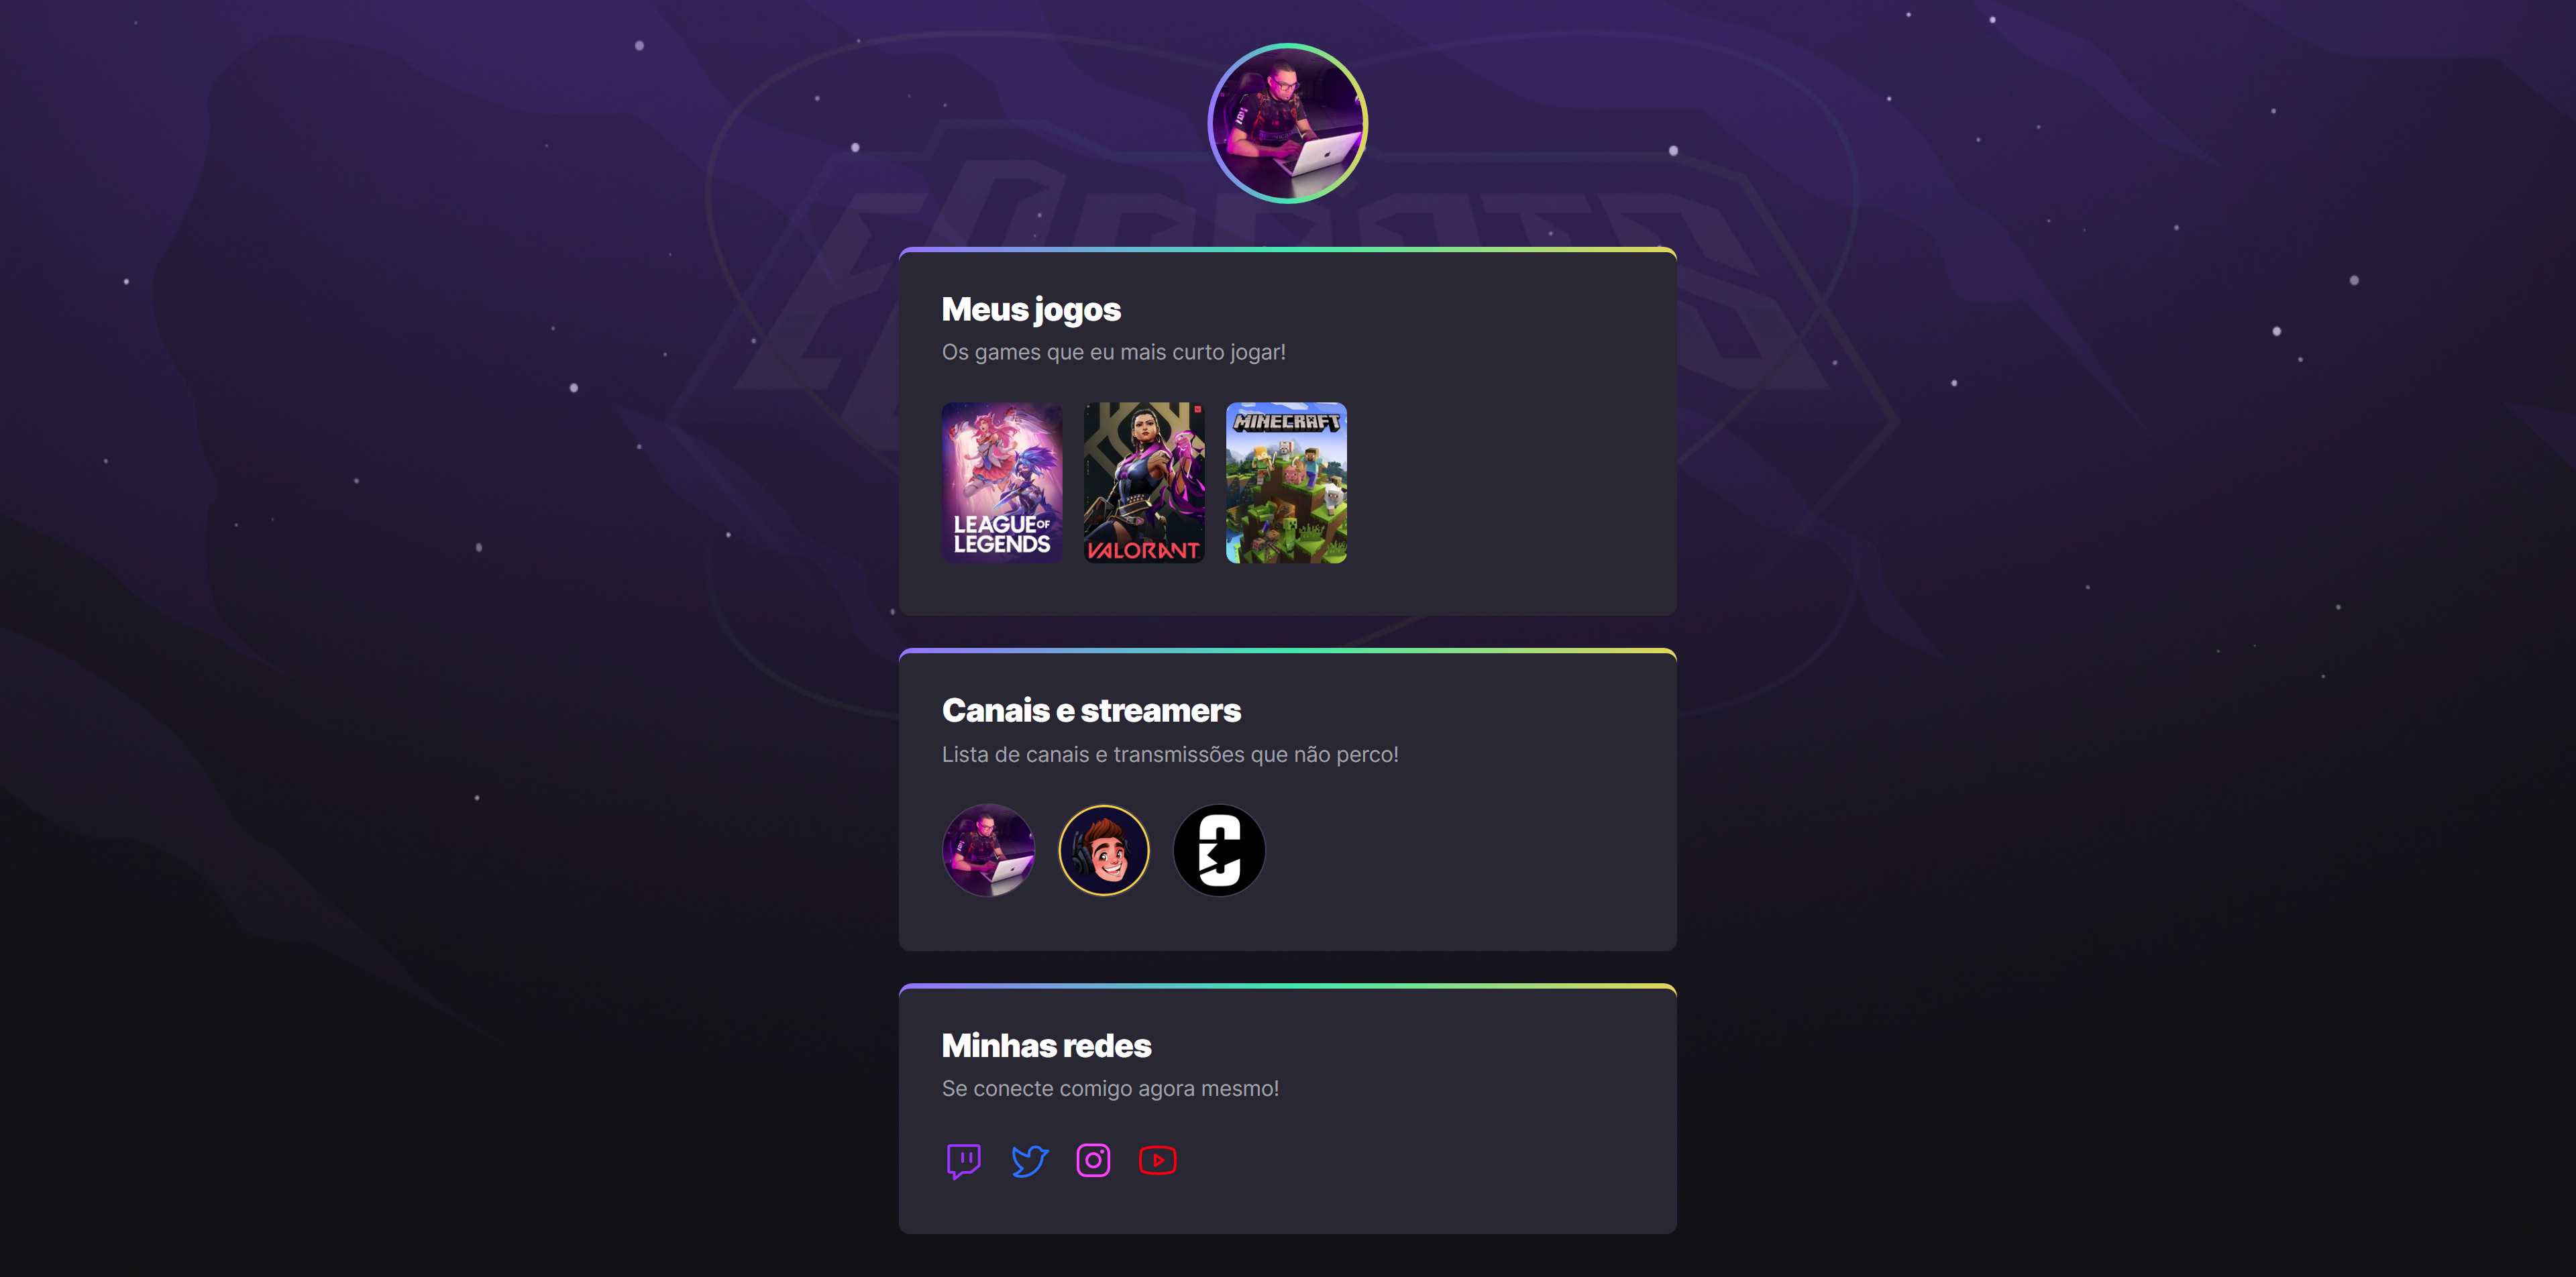 Meus jogos
Os games que eu mais curto jogar!
LEAGUE OF
LEGENDS
VALORANT
MINECRAFT
Canais e streamers
Lista de canais e transmissões que não perco!
Minhas redes
Se conecte comigo agora mesmo!